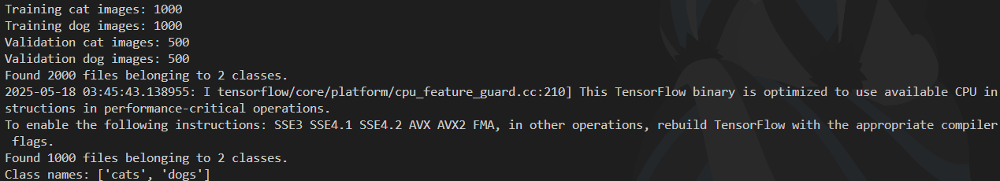 Training cat images: 1000
Training dog images: 1000
Validation cat images: 500
Validation dog images: 500
Found 2000 files belonging to 2 classes.
2025-05-18 03:45:43.138955: I tensorflow/core/platform/cpu_feature_guard.cc:210] This TensorFlow binary is optimized to use available CPU in
structions in performance-critical operations.
To enable the following instructions: SSE3 SSE4.1 SSE4.2 AVX AVX2 FMA, in other operations, rebuild TensorFlow with the appropriate compiler
 flags.
Found 1000 files belonging to 2 classes.
Class names: ['cats', 'dogs']